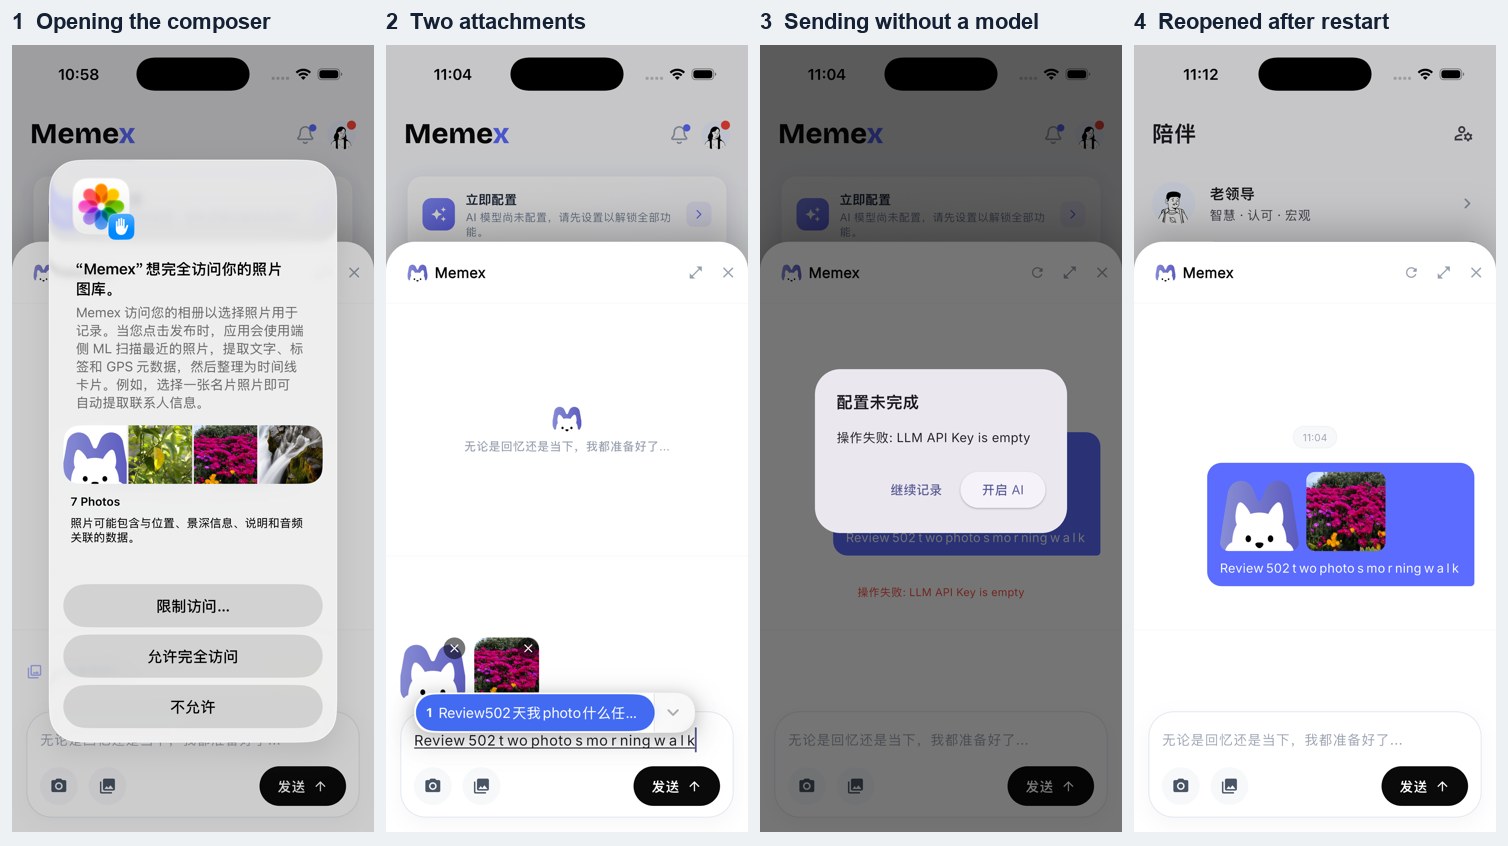 1 Opening the composer
10:58
Memex
“Memex”想完全访问你的照片
图库。
Memex 访问您的相册以选择照片用于
记录。当您点击发布时，应用会使用端
侧 ML 扫描最近的照片，提取文字、标
签和 GPS 元数据，然后整理为时间线
卡片。例如，选择一张名片照片即可
自动提取联系人信息。
7 Photos
照片可能包含与位置、景深信息、说明和音频
关联的数据。
限制访问...
允许完全访问
不允许
无论是回忆还是当下，我都准备好了...
发送
2 Two attachments
11:04
Memex
立即配置
AI 模型尚未配置，请先设置以解锁全部功
能。
Memex
无论是回忆还是当下，我都准备好了...
1 Review502天我photo什么任...
Review 502 t wo photo s mo r ning w a l k
发送
3 Sending without a model
11:04
Memex
立即配置
AI 模型尚未配置，请先设置以解锁全部功
能。
Memex
配置未完成
操作失败: LLM API Key is empty
继续记录
开启 AI
Review 502 t wo photo s mo r ning w a l k
操作失败: LLM API Key is empty
无论是回忆还是当下，我都准备好了...
发送
4 Reopened after restart
11:12
陪伴
老领导
智慧 · 认可 · 宏观
Memex
11:04
Review 502 t wo photo s mo r ning w a l k
无论是回忆还是当下，我都准备好了...
发送